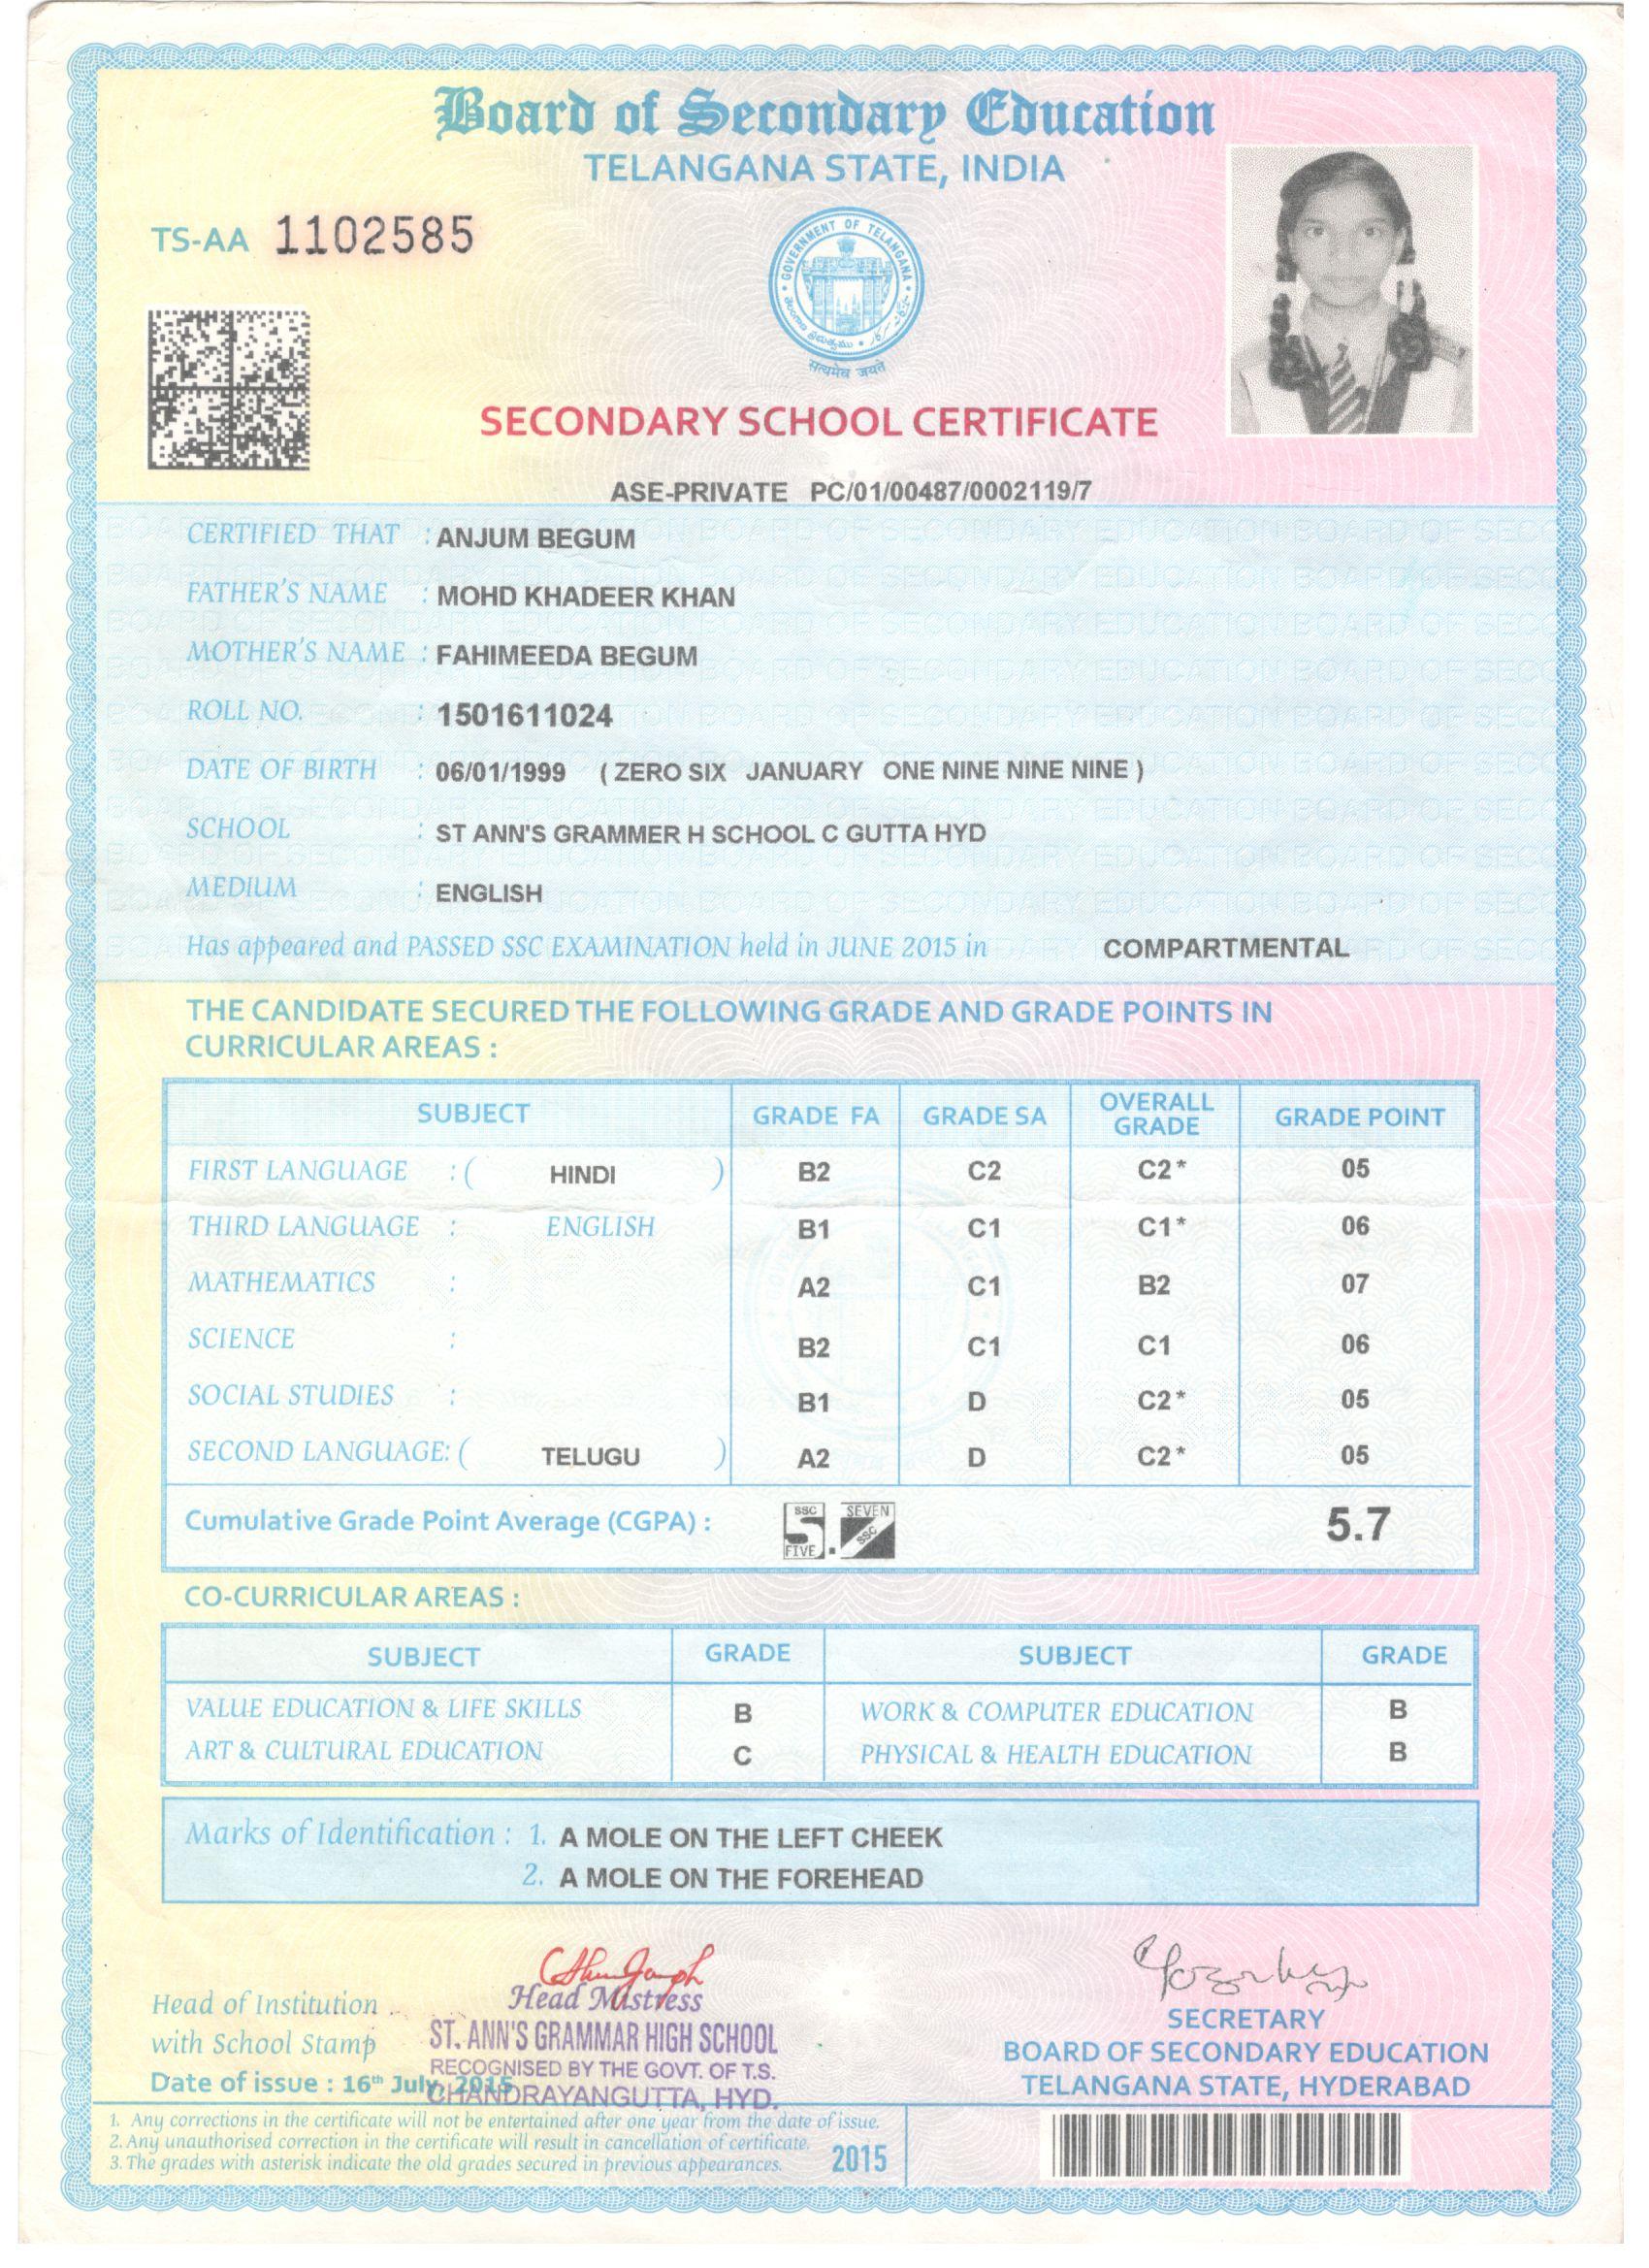 Board of Secondary Education
TELANGANA STATE, INDIA
TS-AA 1102585
GOVERNMENT OF TELANGANA
सत्यमेव जयते
SECONDARY SCHOOL CERTIFICATE
ASE-PRIVATE PC/01/00487/0002119/7
CERTIFIED THAT : ANJUM BEGUM
FATHER'S NAME : MOHD KHADEER KHAN
MOTHER'S NAME : FAHIMEEDA BEGUM
ROLL NO. : 1501611024
DATE OF BIRTH : 06/01/1999 ( ZERO SIX JANUARY ONE NINE NINE NINE )
SCHOOL : ST ANN'S GRAMMER H SCHOOL C GUTTA HYD
MEDIUM : ENGLISH
Has appeared and PASSED SSC EXAMINATION held in JUNE 2015 in COMPARTMENTAL
THE CANDIDATE SECURED THE FOLLOWING GRADE AND GRADE POINTS IN
CURRICULAR AREAS :
SUBJECT GRADE FA GRADE SA OVERALL GRADE GRADE POINT
FIRST LANGUAGE : ( HINDI ) B2 C2 C2 * 05
THIRD LANGUAGE : ENGLISH B1 C1 C1 * 06
MATHEMATICS : A2 C1 B2 07
SCIENCE : B2 C1 C1 06
SOCIAL STUDIES : B1 D C2 * 05
SECOND LANGUAGE: ( TELUGU ) A2 D C2 * 05
Cumulative Grade Point Average (CGPA) : SSC 5 FIVE . SEVEN 7 SSC 5.7
CO-CURRICULAR AREAS :
SUBJECT GRADE SUBJECT GRADE
VALUE EDUCATION & LIFE SKILLS B WORK & COMPUTER EDUCATION B
ART & CULTURAL EDUCATION C PHYSICAL & HEALTH EDUCATION B
Marks of Identification : 1. A MOLE ON THE LEFT CHEEK
2. A MOLE ON THE FOREHEAD
Head of Institution
with School Stamp
Date of issue : 16th July, 2015
Head Mistress
ST. ANN'S GRAMMAR HIGH SCHOOL
RECOGNISED BY THE GOVT. OF T.S.
CHANDRAYANGUTTA, HYD.
SECRETARY
BOARD OF SECONDARY EDUCATION
TELANGANA STATE, HYDERABAD
1. Any corrections in the certificate will not be entertained after one year from the date of issue.
2. Any unauthorised correction in the certificate will result in cancellation of certificate.
3. The grades with asterisk indicate the old grades secured in previous appearances.
2015